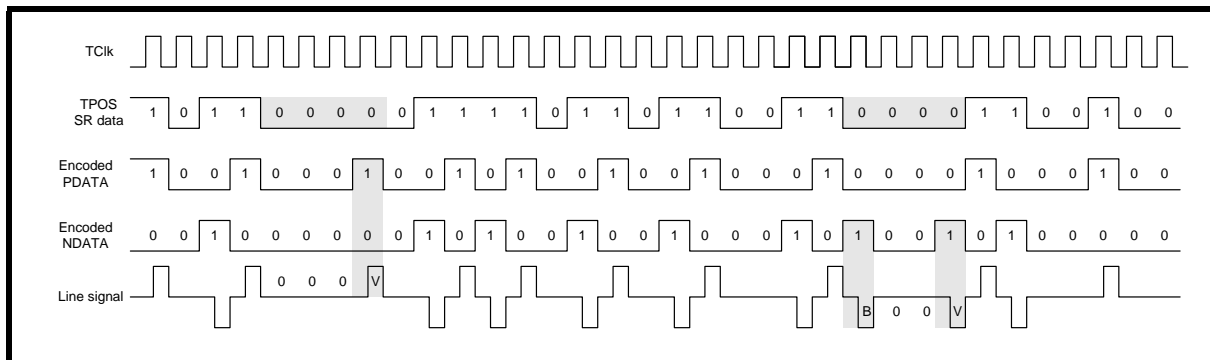 TClk
TPOS
SR data
1 0 1 1 0 0 0 0 0 1 1 1 1 0 1 1 0 1 1 0 0 1 1 0 0 0 0 1 1 0 0 1 0 0
Encoded
PDATA
1 0 0 1 0 0 0 1 0 0 1 0 1 0 0 1 0 0 1 0 0 0 1 0 0 0 0 1 0 0 0 1 0 0
Encoded
NDATA
0 0 1 0 0 0 0 0 0 1 0 1 0 0 1 0 0 1 0 0 0 1 0 1 0 0 1 0 1 0 0 0 0 0
Line signal
0 0 0 V
B 0 0 V